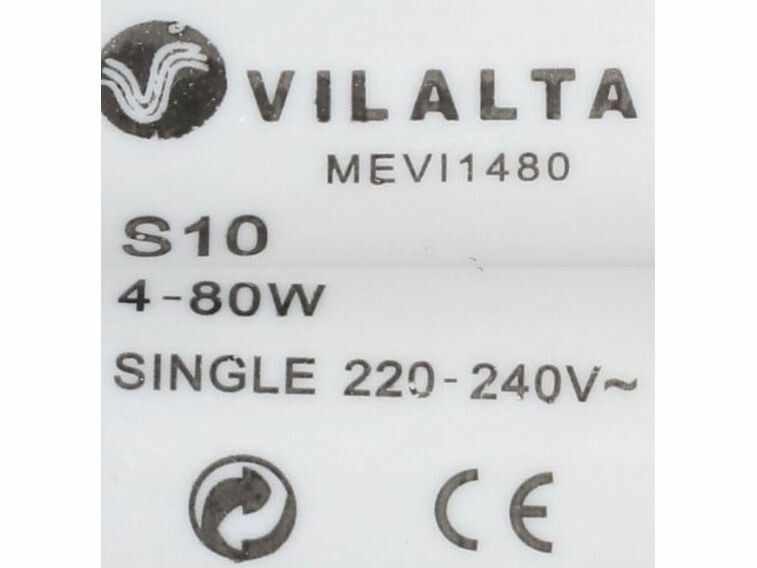 VILALTA
MEVI1480
S10
4-80W
SINGLE 220-240V~
CE